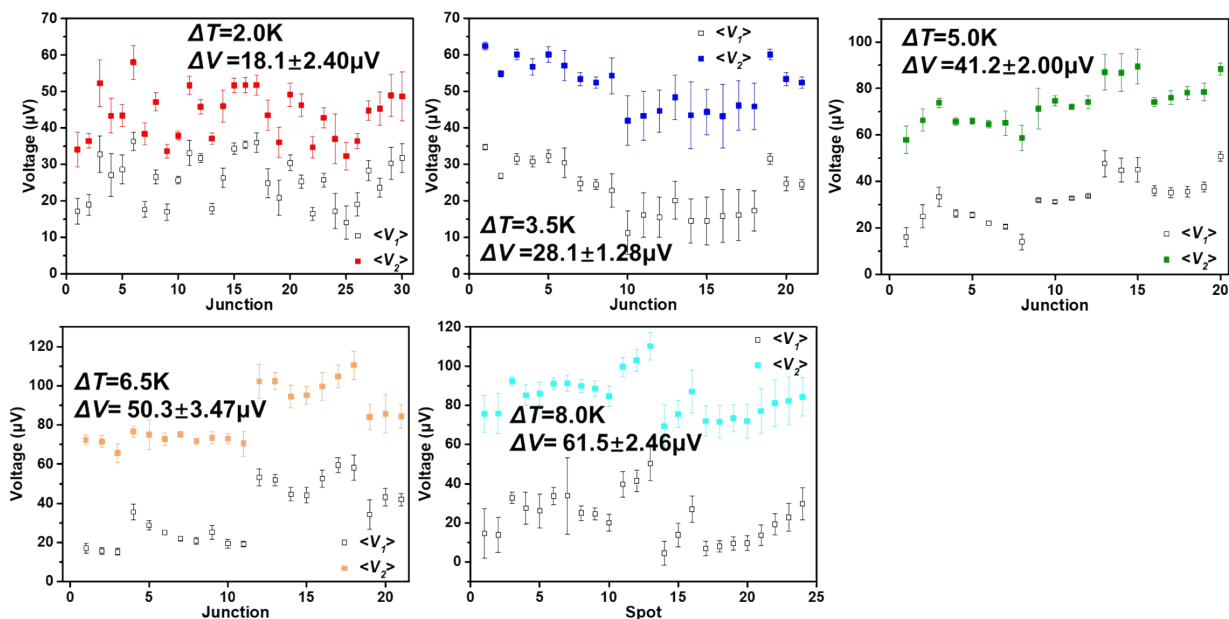 ΔT=2.0K
ΔV =18.1±2.40µV
Voltage (µV)
70
60
50
40
30
20
10
0
<V1>
<V2>
0 5 10 15 20 25 30
Junction
ΔT=3.5K
ΔV =28.1±1.28µV
Voltage (µV)
70
60
50
40
30
20
10
0
<V1>
<V2>
0 5 10 15 20
Junction
ΔT=5.0K
ΔV =41.2±2.00µV
Voltage (µV)
100
80
60
40
20
0
<V1>
<V2>
0 5 10 15 20
Junction
ΔT=6.5K
ΔV= 50.3±3.47µV
Voltage (µV)
120
100
80
60
40
20
0
<V1>
<V2>
0 5 10 15 20
Junction
ΔT=8.0K
ΔV= 61.5±2.46µV
Voltage (µV)
120
100
80
60
40
20
0
<V1>
<V2>
0 5 10 15 20 25
Spot